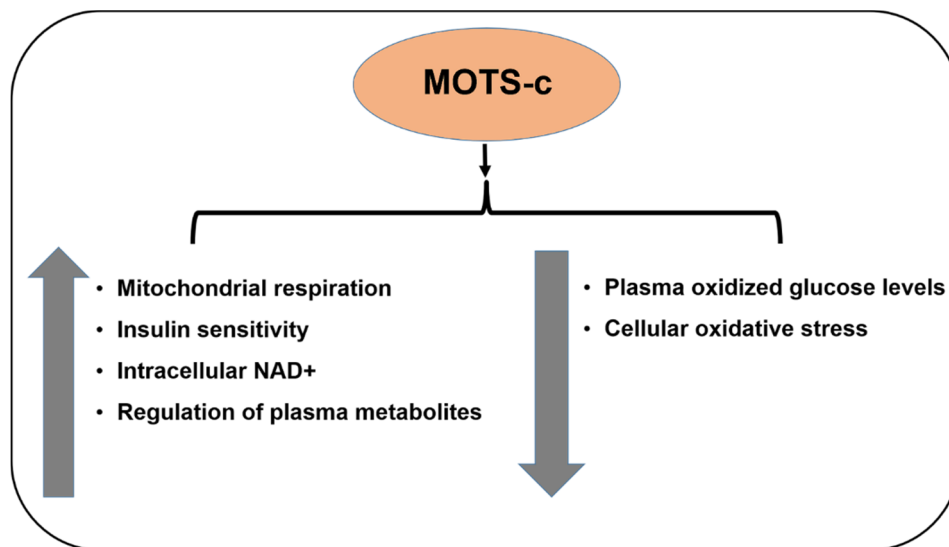 MOTS-c
• Mitochondrial respiration
• Insulin sensitivity
• Intracellular NAD+
• Regulation of plasma metabolites
• Plasma oxidized glucose levels
• Cellular oxidative stress